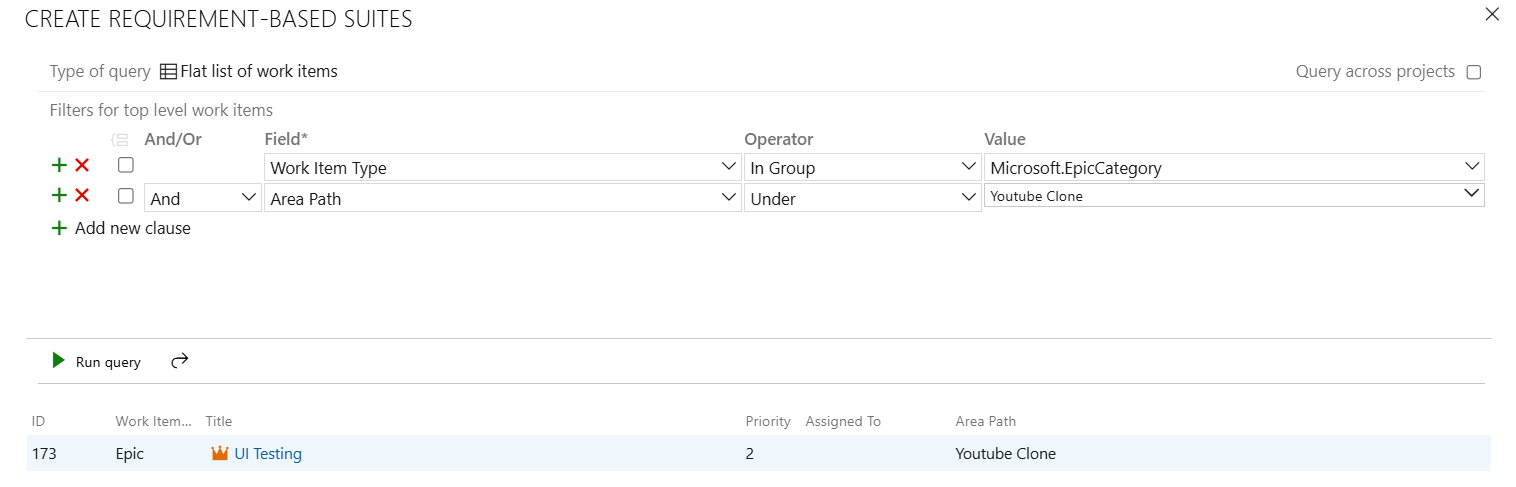 CREATE REQUIREMENT-BASED SUITES
Type of query Flat list of work items Query across projects
Filters for top level work items
And/Or Field* Operator Value
Work Item Type In Group Microsoft.EpicCategory
And Area Path Under Youtube Clone
Add new clause
Run query
ID Work Item... Title Priority Assigned To Area Path
173 Epic UI Testing 2 Youtube Clone